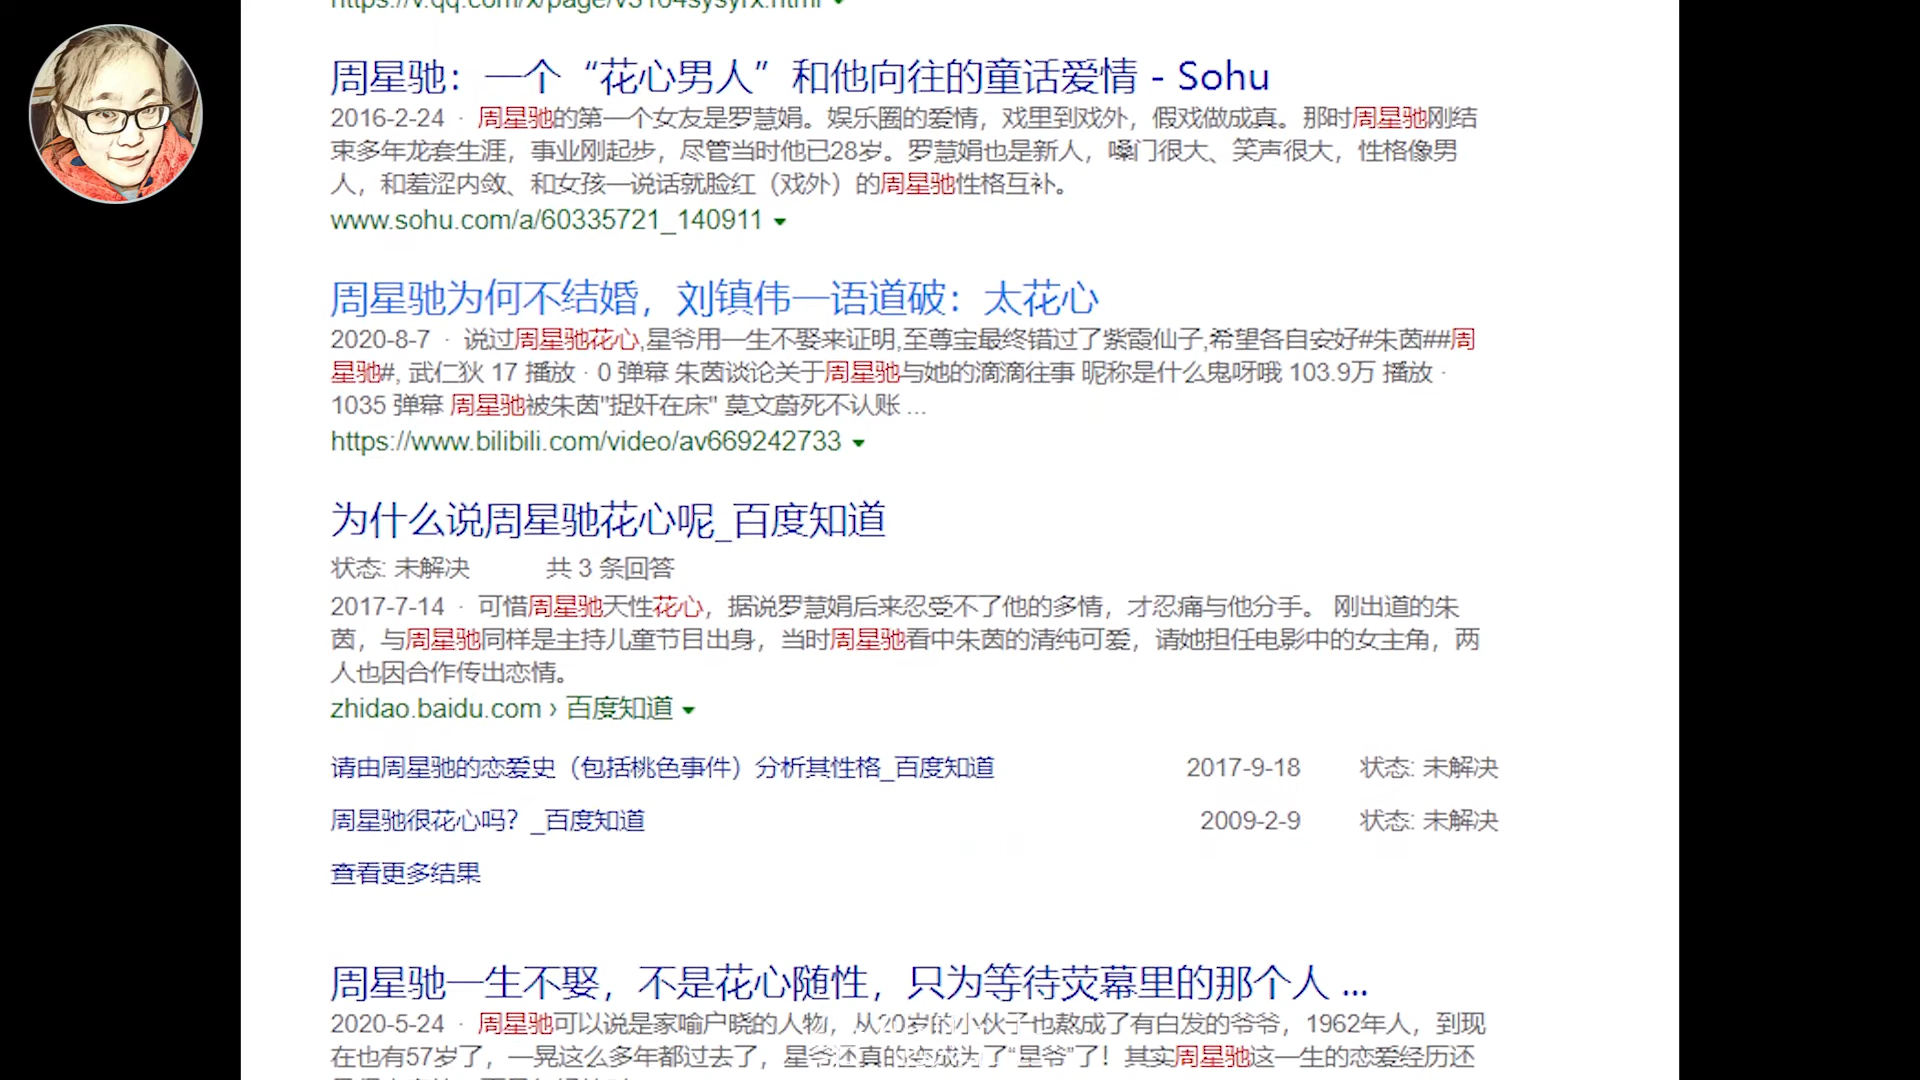 https://v.qq.com/x/page/v3164sysyrx.html
周星驰：一个“花心男人”和他向往的童话爱情 - Sohu
2016-2-24 · 周星驰的第一个女友是罗慧娟。娱乐圈的爱情，戏里到戏外，假戏做成真。那时周星驰刚结
束多年龙套生涯，事业刚起步，尽管当时他已28岁。罗慧娟也是新人，嗓门很大、笑声很大，性格像男
人，和羞涩内敛、和女孩一说话就脸红（戏外）的周星驰性格互补。
www.sohu.com/a/60335721_140911
周星驰为何不结婚，刘镇伟一语道破：太花心
2020-8-7 · 说过周星驰花心,星爷用一生不娶来证明,至尊宝最终错过了紫霞仙子,希望各自安好#朱茵##周
星驰#, 武仁狄 17 播放 · 0 弹幕 朱茵谈论关于周星驰与她的滴滴往事 昵称是什么鬼呀哦 103.9万 播放 ·
1035 弹幕 周星驰被朱茵"捉奸在床" 莫文蔚死不认账 ...
https://www.bilibili.com/video/av669242733
为什么说周星驰花心呢_百度知道
状态: 未解决 共 3 条回答
2017-7-14 · 可惜周星驰天性花心，据说罗慧娟后来忍受不了他的多情，才忍痛与他分手。 刚出道的朱
茵，与周星驰同样是主持儿童节目出身，当时周星驰看中朱茵的清纯可爱，请她担任电影中的女主角，两
人也因合作传出恋情。
zhidao.baidu.com › 百度知道
请由周星驰的恋爱史（包括桃色事件）分析其性格_百度知道 2017-9-18 状态: 未解决
周星驰很花心吗？_百度知道 2009-2-9 状态: 未解决
查看更多结果
周星驰一生不娶，不是花心随性，只为等待荧幕里的那个人 ...
2020-5-24 · 周星驰可以说是家喻户晓的人物，从20岁的小伙子也熬成了有白发的爷爷，1962年人，到现
在也有57岁了，一晃这么多年都过去了，星爷还真的变成为了“星爷”了！其实周星驰这一生的恋爱经历还